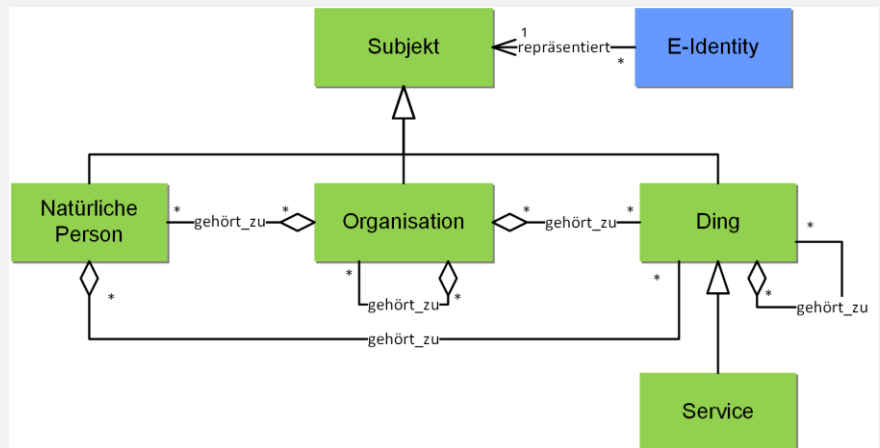 Subjekt
1
repräsentiert
*
E-Identity
Natürliche
Person
*
gehört_zu
*
Organisation
*
gehört_zu
*
Ding
*
*
gehört_zu
*
*
*
gehört_zu
*
gehört_zu
Service